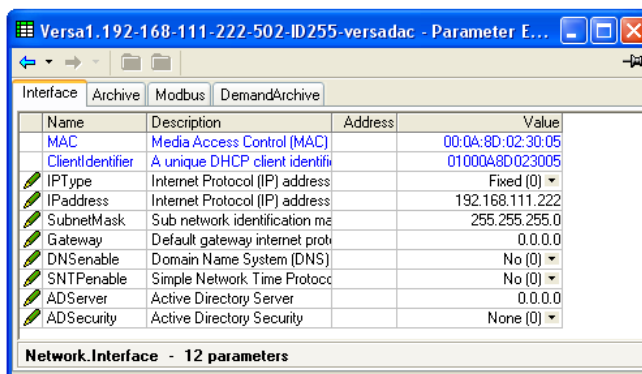 Versa1.192-168-111-222-502-ID255-versadac - Parameter E...
Interface Archive Modbus DemandArchive
Name Description Address Value
MAC Media Access Control (MAC) 00:0A:8D:02:30:05
ClientIdentifier A unique DHCP client identifi 01000A8D023005
IPType Internet Protocol (IP) address Fixed (0)
IPaddress Internet Protocol (IP) address 192.168.111.222
SubnetMask Sub network identification ma 255.255.255.0
Gateway Default gateway internet prot 0.0.0.0
DNSenable Domain Name System (DNS) No (0)
SNTPenable Simple Network Time Protoc No (0)
ADServer Active Directory Server 0.0.0.0
ADSecurity Active Directory Security None (0)
Network.Interface - 12 parameters